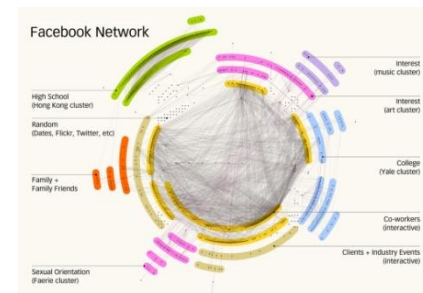 Facebook Network
High School
(Hong Kong cluster)
Random
(Dates, Flickr, Twitter, etc)
Family +
Family Friends
Sexual Orientation
(Faerie cluster)
Interest
(music cluster)
Interest
(art cluster)
College
(Yale cluster)
Co-workers
(interactive)
Clients + Industry Events
(interactive)